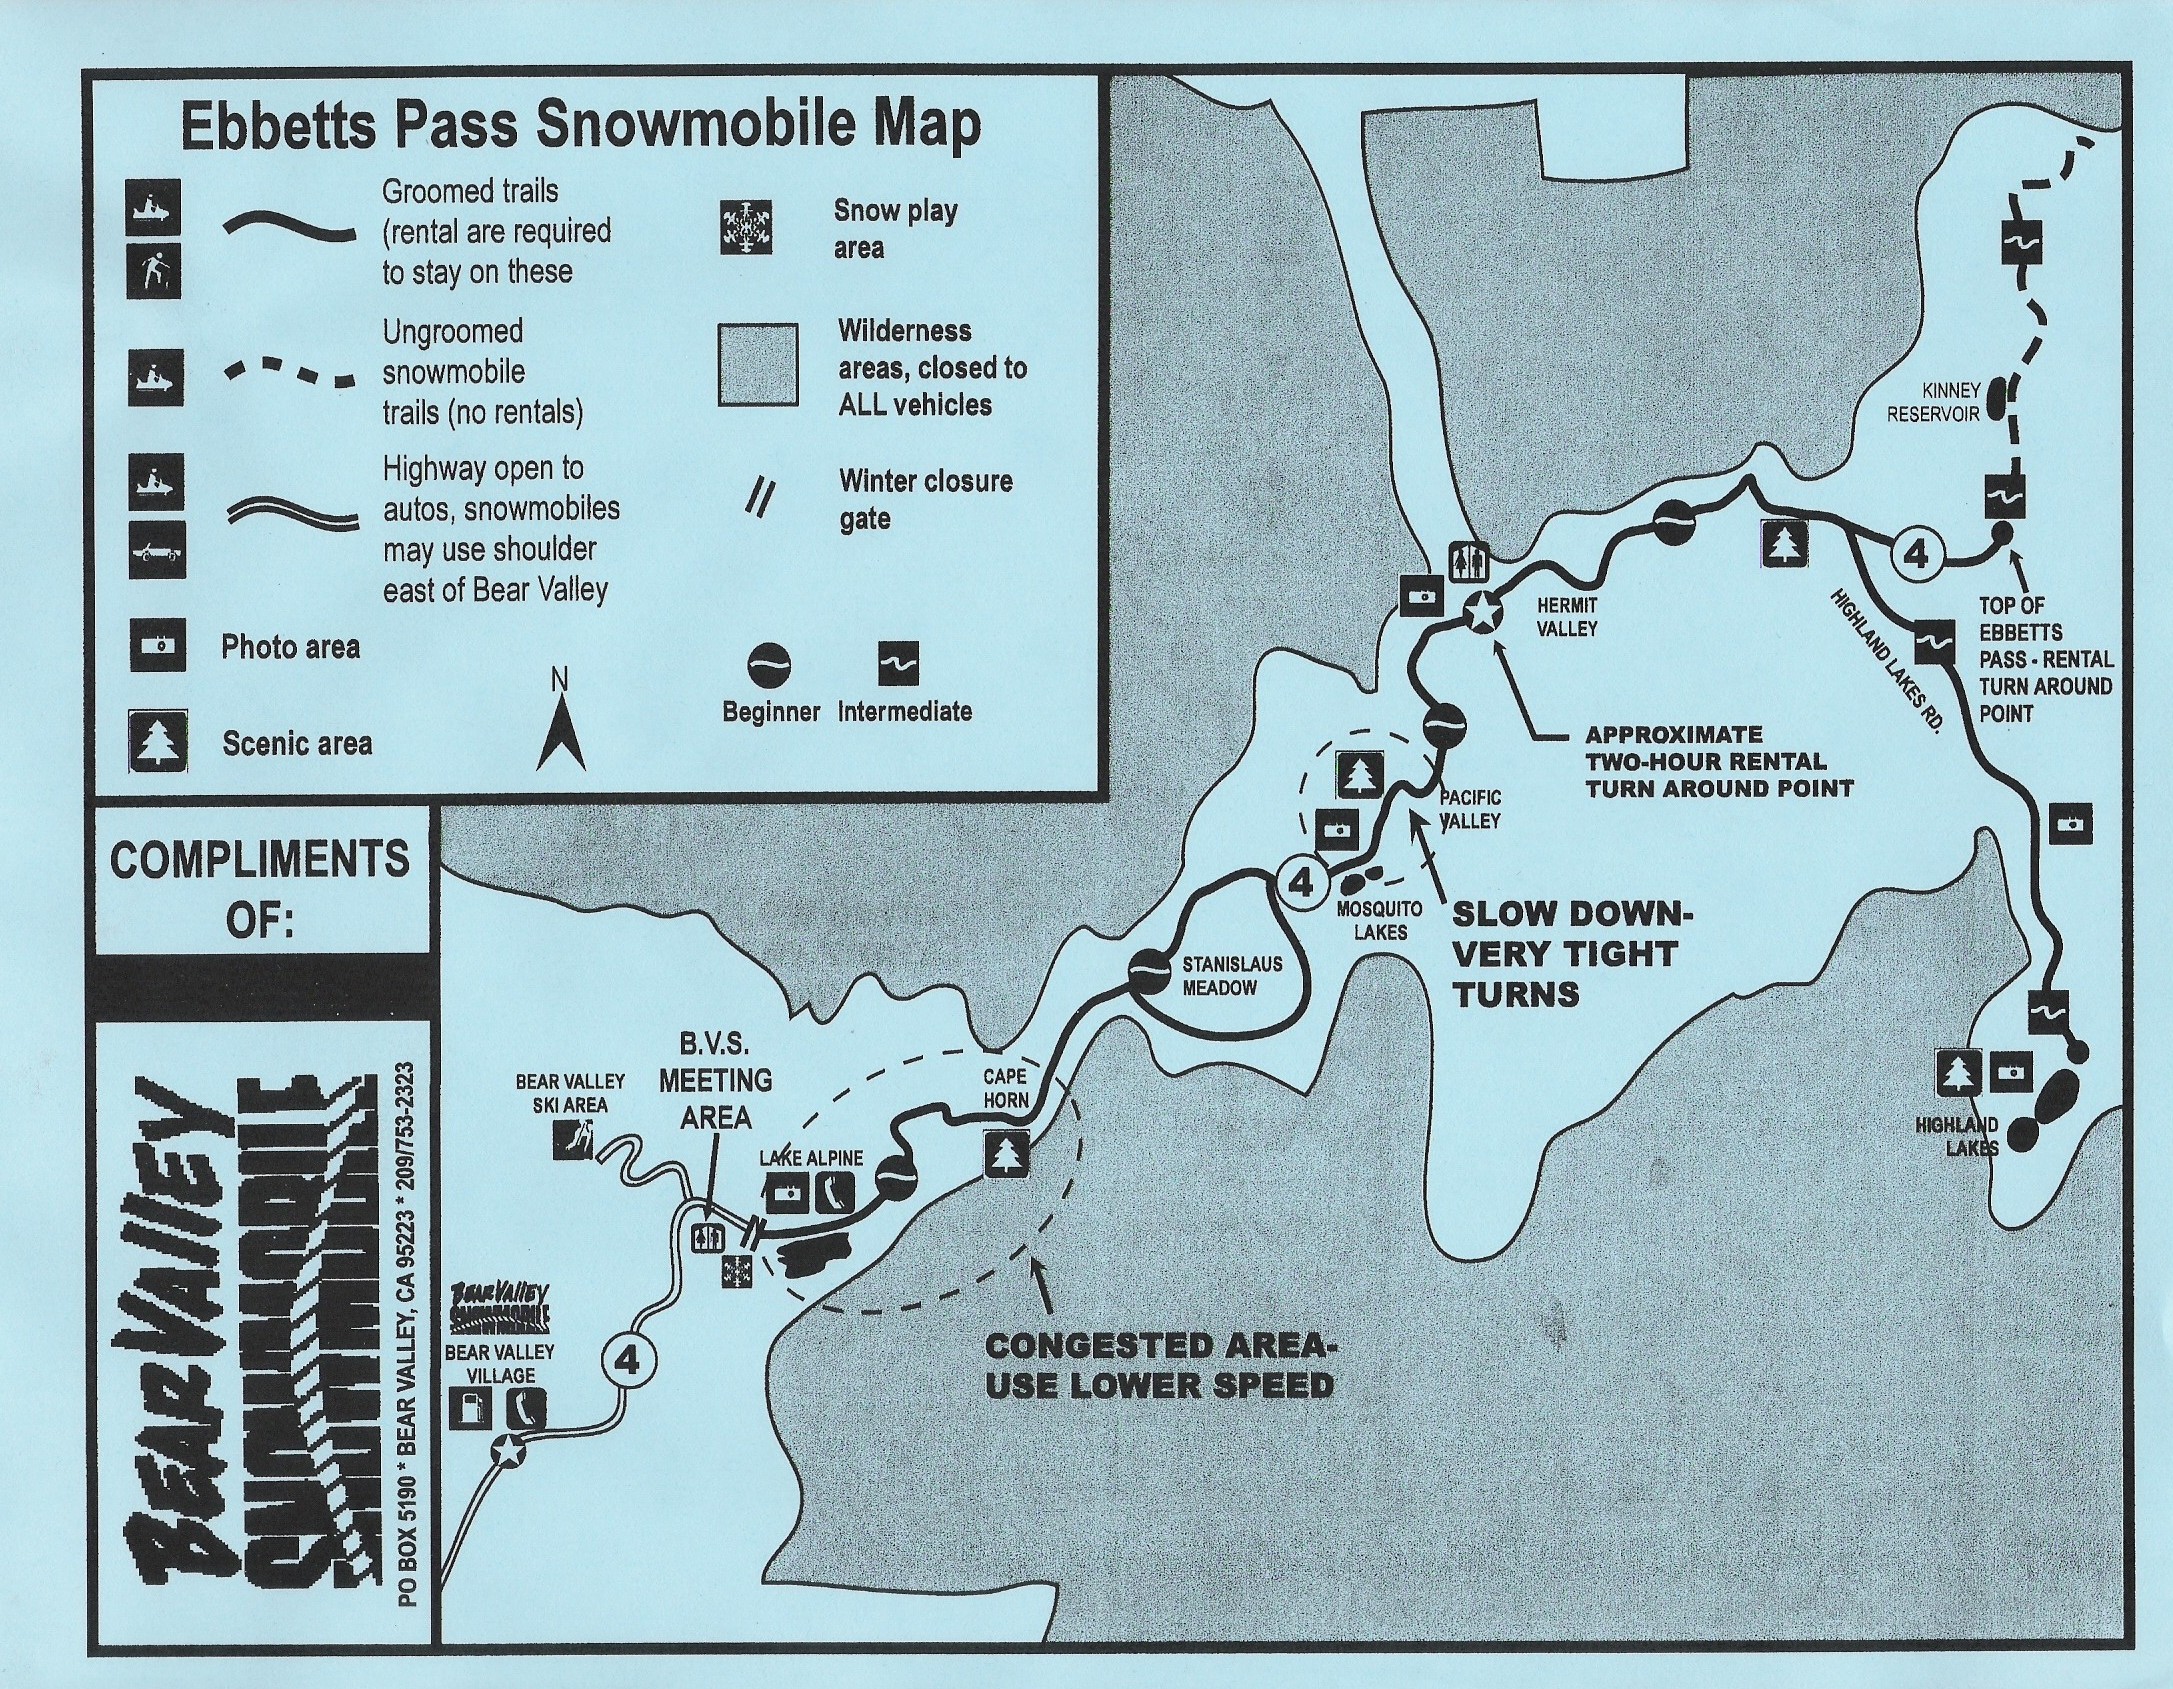 Ebbetts Pass Snowmobile Map
Groomed trails
(rental are required
to stay on these
Ungroomed
snowmobile
trails (no rentals)
Highway open to
autos, snowmobiles
may use shoulder
east of Bear Valley
Photo area
Scenic area
N
Snow play
area
Wilderness
areas, closed to
ALL vehicles
Winter closure
gate
Beginner
Intermediate
COMPLIMENTS
OF:
BEAR VALLEY
SNOWMOBILE
PO BOX 5190 * BEAR VALLEY, CA 95223 * 209/753-2323
KINNEY
RESERVOIR
4
TOP OF
EBBETTS
PASS - RENTAL
TURN AROUND
POINT
HIGHLAND LAKES RD.
HERMIT
VALLEY
APPROXIMATE
TWO-HOUR RENTAL
TURN AROUND POINT
PACIFIC
VALLEY
4
MOSQUITO
LAKES
SLOW DOWN-
VERY TIGHT
TURNS
STANISLAUS
MEADOW
HIGHLAND
LAKES
CAPE
HORN
B.V.S.
MEETING
AREA
BEAR VALLEY
SKI AREA
LAKE ALPINE
BEAR VALLEY
SNOWMOBILE
BEAR VALLEY
VILLAGE
4
CONGESTED AREA-
USE LOWER SPEED